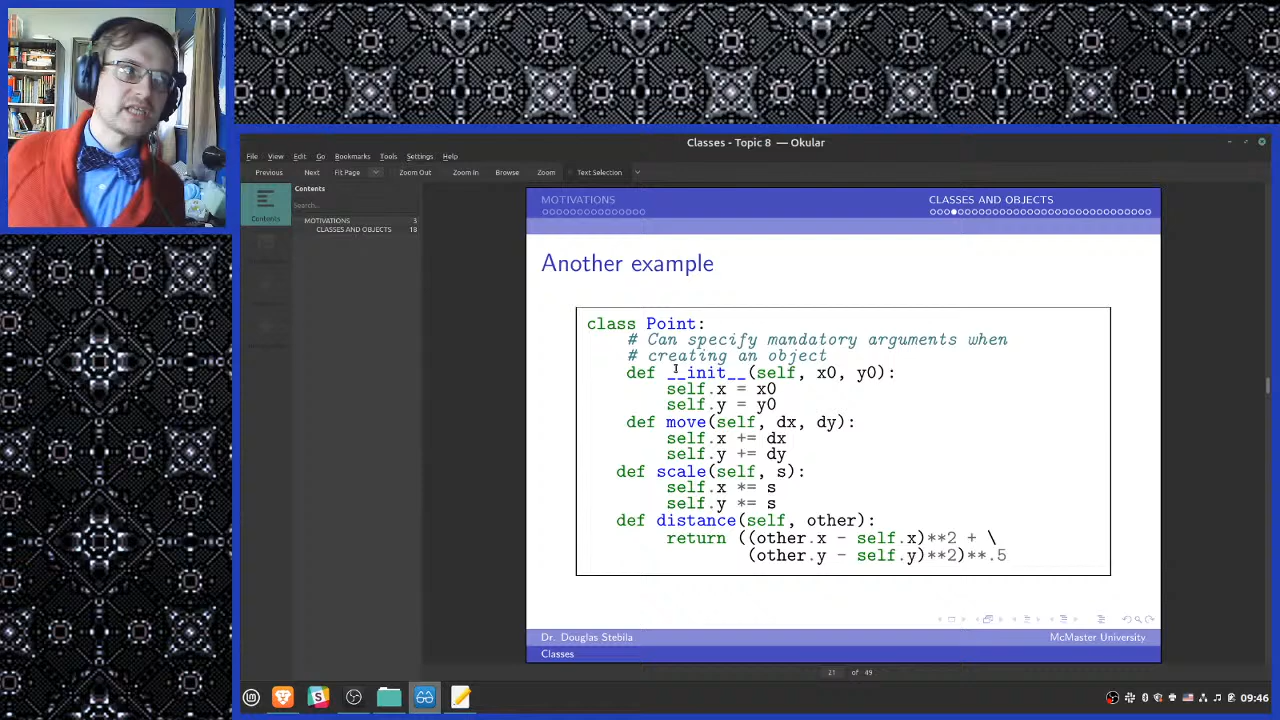 Classes - Topic 8 — Okular
File View Edit Go Bookmarks Tools Settings Help
Previous Next Fit Page Zoom Out Zoom In Browse Zoom Text Selection
Contents
Contents
Search...
MOTIVATIONS 3
CLASSES AND OBJECTS 18
MOTIVATIONS CLASSES AND OBJECTS
Another example
class Point:
# Can specify mandatory arguments when
# creating an object
def __init__(self, x0, y0):
self.x = x0
self.y = y0
def move(self, dx, dy):
self.x += dx
self.y += dy
def scale(self, s):
self.x *= s
self.y *= s
def distance(self, other):
return ((other.x - self.x)**2 + \
(other.y - self.y)**2)**.5
Dr. Douglas Stebila McMaster University
Classes
21 of 49
09:46